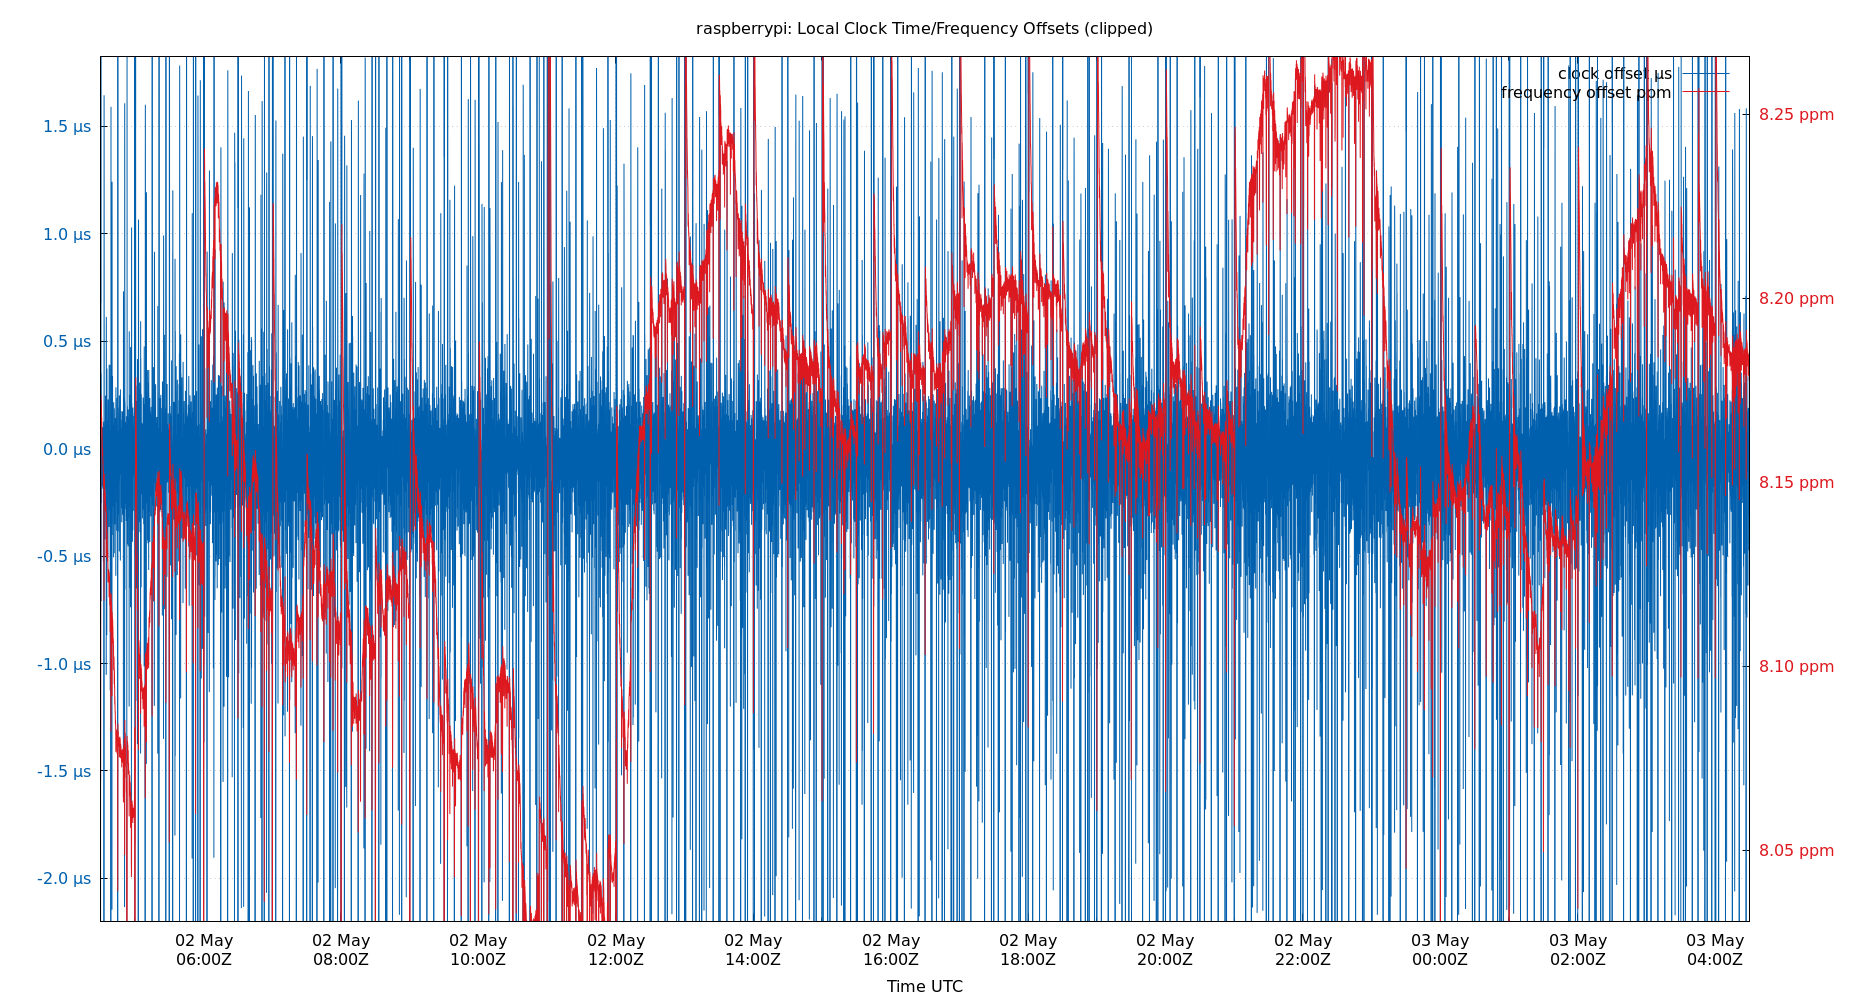 raspberrypi: Local Clock Time/Frequency Offsets (clipped)
clock offset µs
frequency offset ppm
1.5 µs
1.0 µs
0.5 µs
0.0 µs
-0.5 µs
-1.0 µs
-1.5 µs
-2.0 µs
8.25 ppm
8.20 ppm
8.15 ppm
8.10 ppm
8.05 ppm
02 May 02 May 02 May 02 May 02 May 02 May 02 May 02 May 02 May 03 May 03 May 03 May
06:00Z 08:00Z 10:00Z 12:00Z 14:00Z 16:00Z 18:00Z 20:00Z 22:00Z 00:00Z 02:00Z 04:00Z
Time UTC